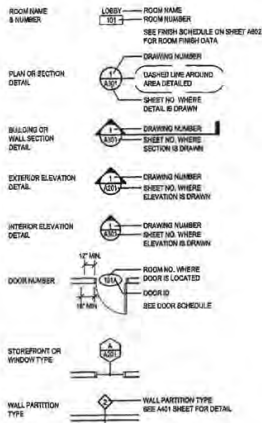 ROOM NAME
& NUMBER
LOBBY
ROOM NAME
101
ROOM NUMBER
SEE FINISH SCHEDULE ON SHEET A602
FOR ROOM FINISH DATA
PLAN OR SECTION
DETAIL
DRAWING NUMBER
1
A301
DASHED LINE AROUND
AREA DETAILED
SHEET NO. WHERE
DETAIL IS DRAWN
BUILDING OR
WALL SECTION
DETAIL
1
DRAWING NUMBER
A301
SHEET NO. WHERE
SECTION IS DRAWN
EXTERIOR ELEVATION
DETAIL
1
DRAWING NUMBER
A201
SHEET NO. WHERE
ELEVATION IS DRAWN
INTERIOR ELEVATION
DETAIL
1
DRAWING NUMBER
SHEET NO. WHERE
ELEVATION IS DRAWN
12" MIN.
DOOR NUMBER
101A
ROOM NO. WHERE
DOOR IS LOCATED
18" MIN
DOOR ID
SEE DOOR SCHEDULE
STOREFRONT OR
WINDOW TYPE
A
A201
WALL PARTITION
TYPE
2
WALL PARTITION TYPE
SEE A401 SHEET FOR DETAIL